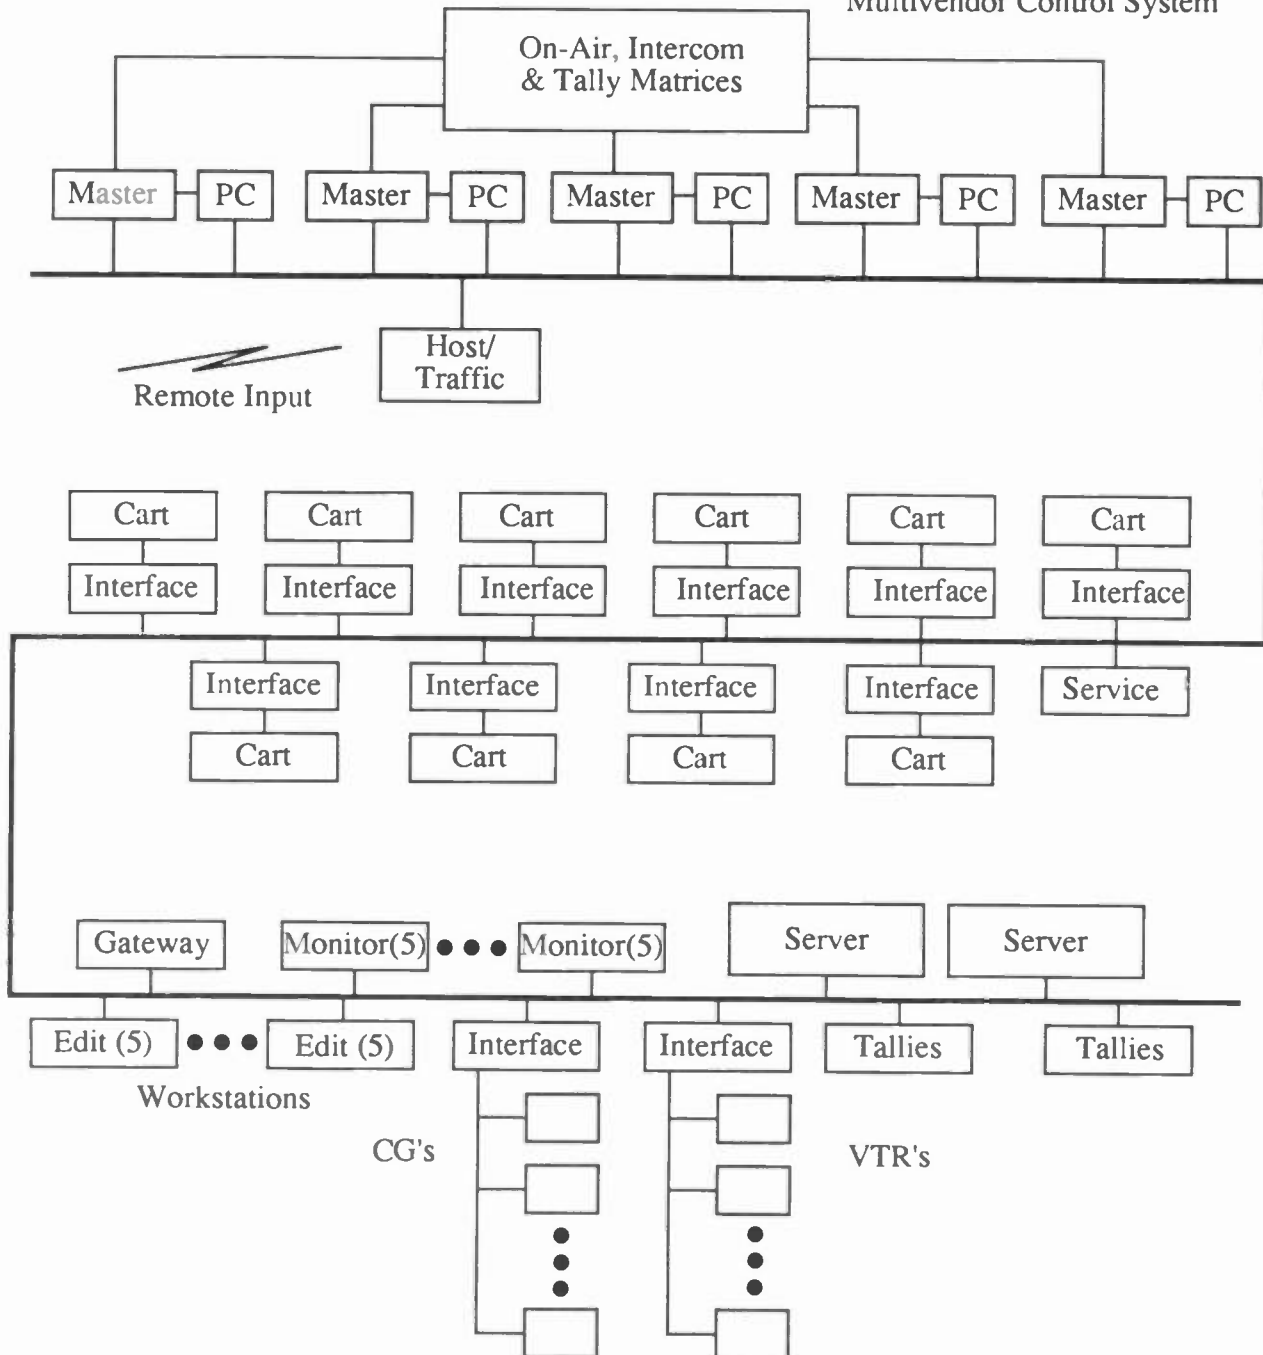 Multivendor Control System
On-Air, Intercom
& Tally Matrices
Master PC Master PC Master PC Master PC Master PC
Host/
Traffic
Remote Input
Cart Cart Cart Cart Cart Cart
Interface Interface Interface Interface Interface Interface
Interface Interface Interface Interface Service
Cart Cart Cart Cart
Gateway Monitor(5) Monitor(5) Server Server
Edit (5) Edit (5) Interface Interface Tallies Tallies
Workstations
CG's VTR's